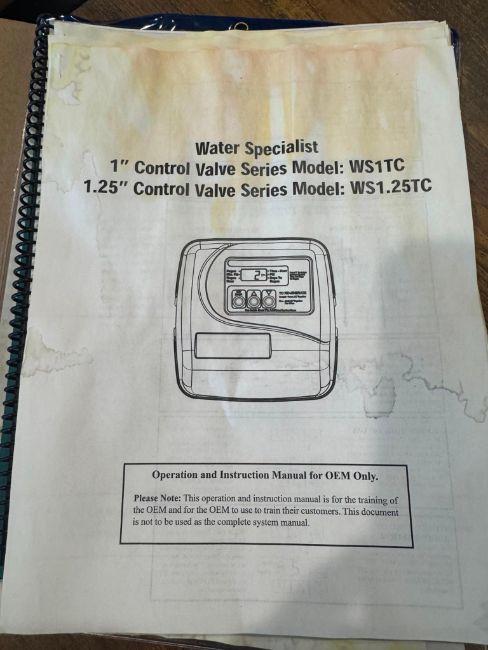 Water Specialist
1" Control Valve Series Model: WS1TC
1.25" Control Valve Series Model: WS1.25TC
2
Operation and Instruction Manual for OEM Only.
Please Note: This operation and instruction manual is for the training of
the OEM and for the OEM to use to train their customers. This document
is not to be used as the complete system manual.